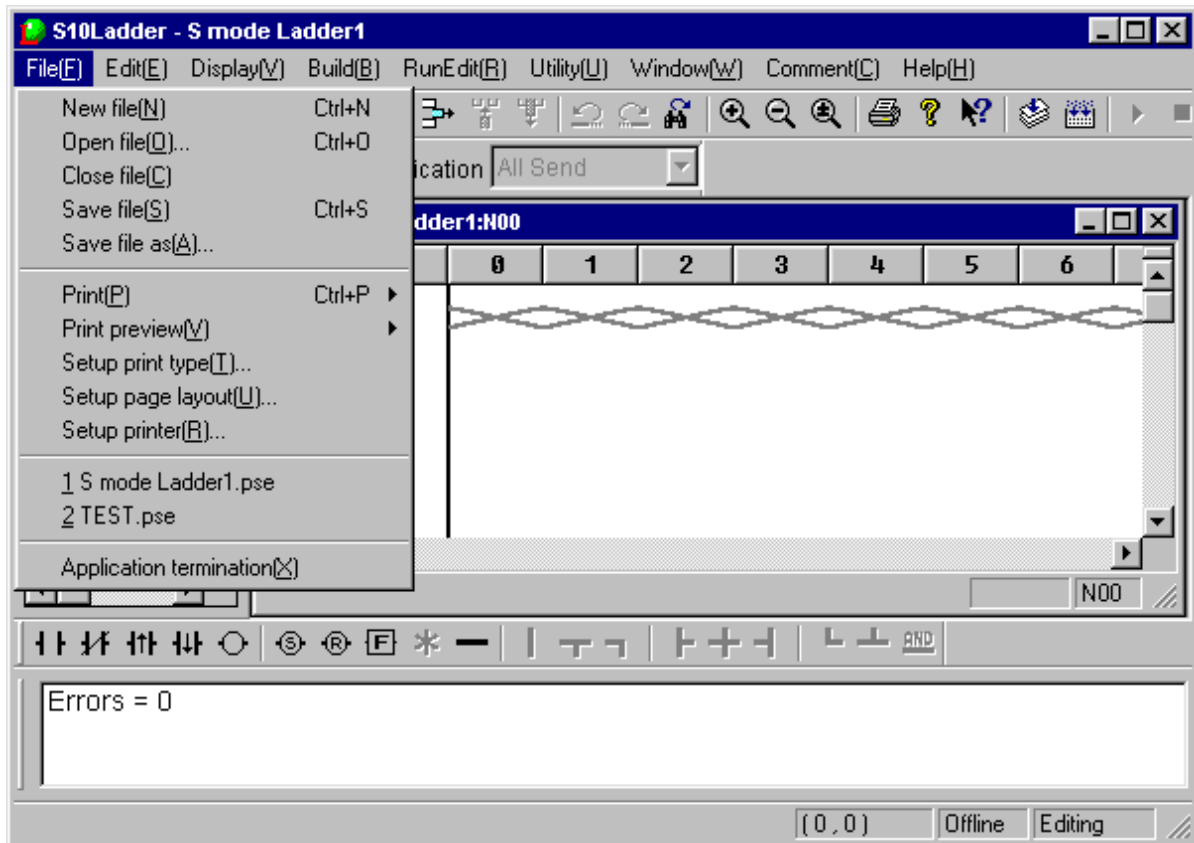 S10Ladder - S mode Ladder1
File(F) Edit(E) Display(V) Build(B) RunEdit(R) Utility(U) Window(W) Comment(C) Help(H)
New file(N) Ctrl+N
Open file(O)... Ctrl+O
Close file(C)
Save file(S) Ctrl+S
Save file as(A)...
Print(P) Ctrl+P
Print preview(V)
Setup print type(T)...
Setup page layout(U)...
Setup printer(R)...
1 S mode Ladder1.pse
2 TEST.pse
Application termination(X)
ication All Send
dder1:N00
0 1 2 3 4 5 6
N00
S R F AND
Errors = 0
(0,0) Offline Editing